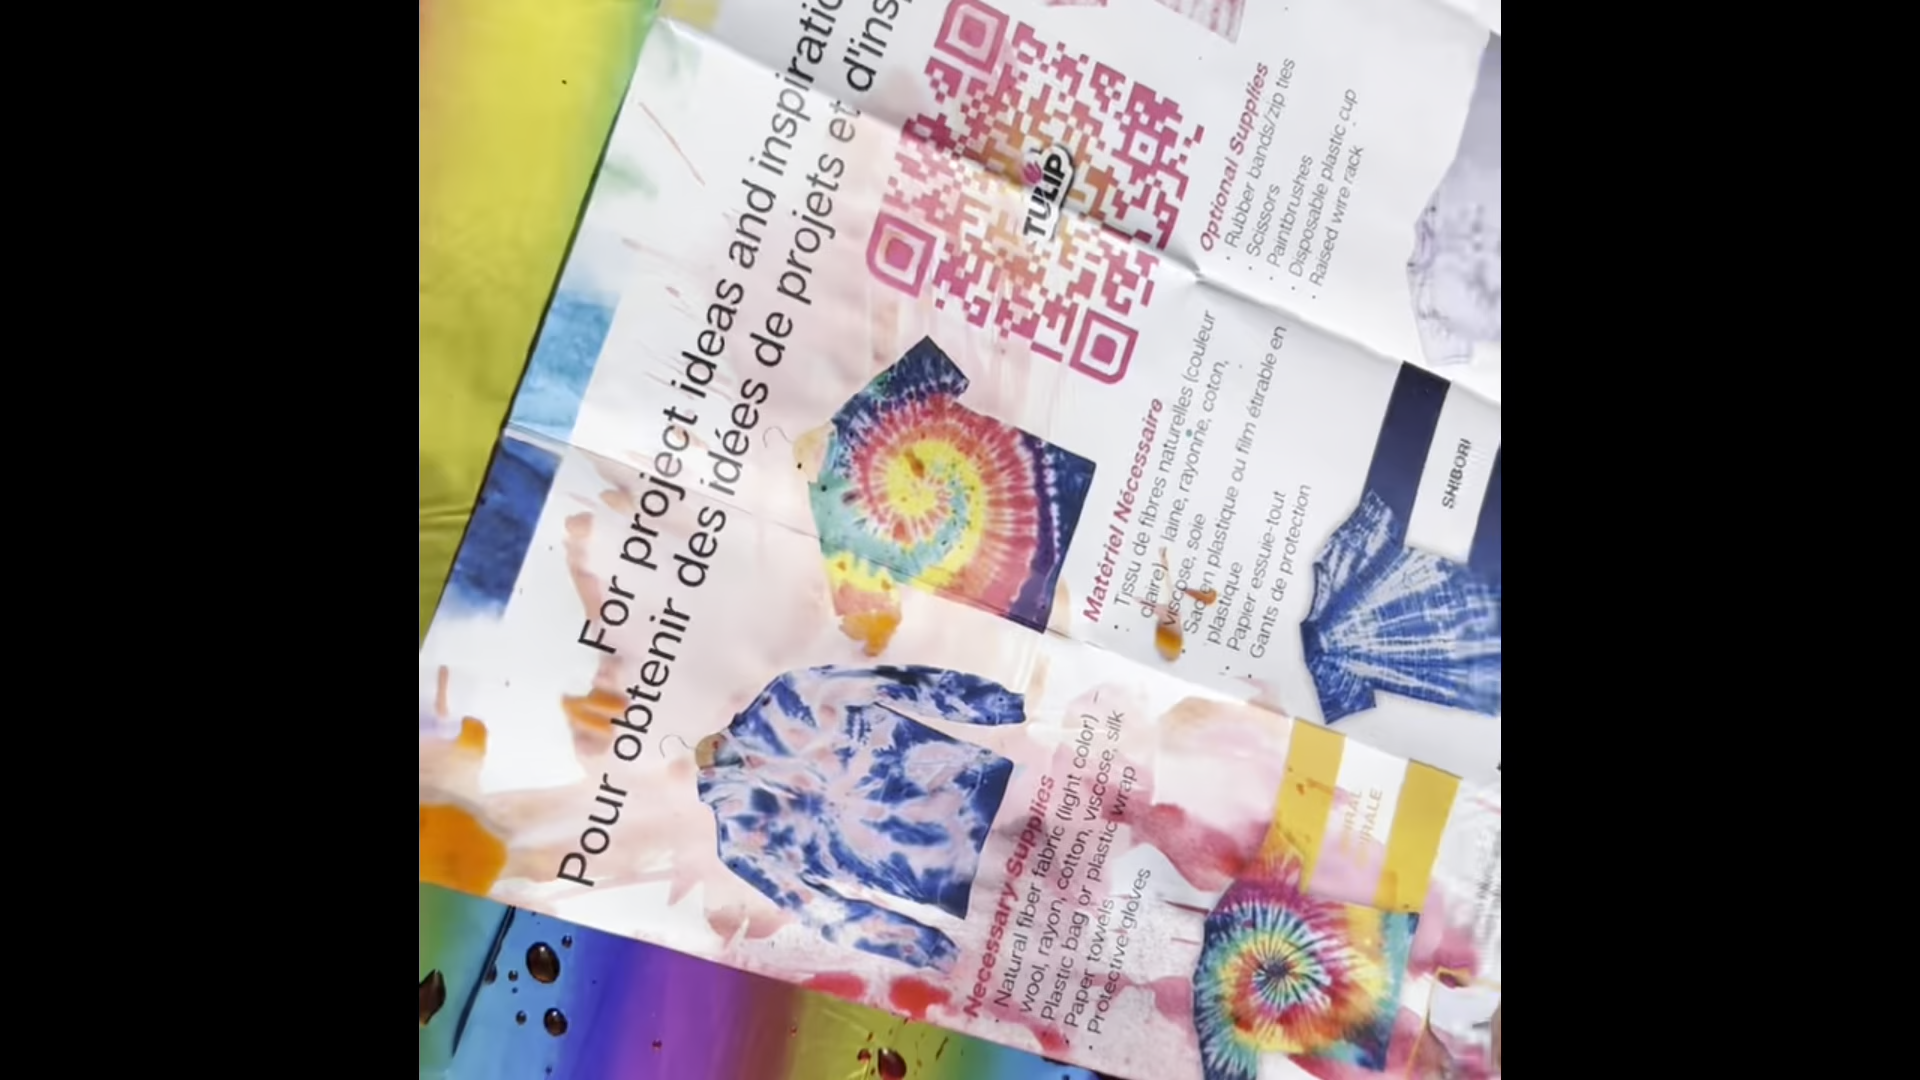 For project ideas and
Pour obtenir des idées de projets et
TULIP
Necessary Supplies
· Natural fiber fabric (light color) –
wool, rayon, cotton, viscose, silk
· Plastic bag or plastic wrap
· Paper towels
· Protective gloves
Matériel Nécessaire
· Tissu de fibres naturelles (couleur
claire) – laine, rayonne, coton,
viscose, soie
· Sac en plastique ou film étirable en
plastique
· Papier essuie-tout
· Gants de protection
Optional Supplies
· Rubber bands/zip ties
· Scissors
· Paintbrushes
· Disposable plastic cup
· Raised wire rack
SHIBORI